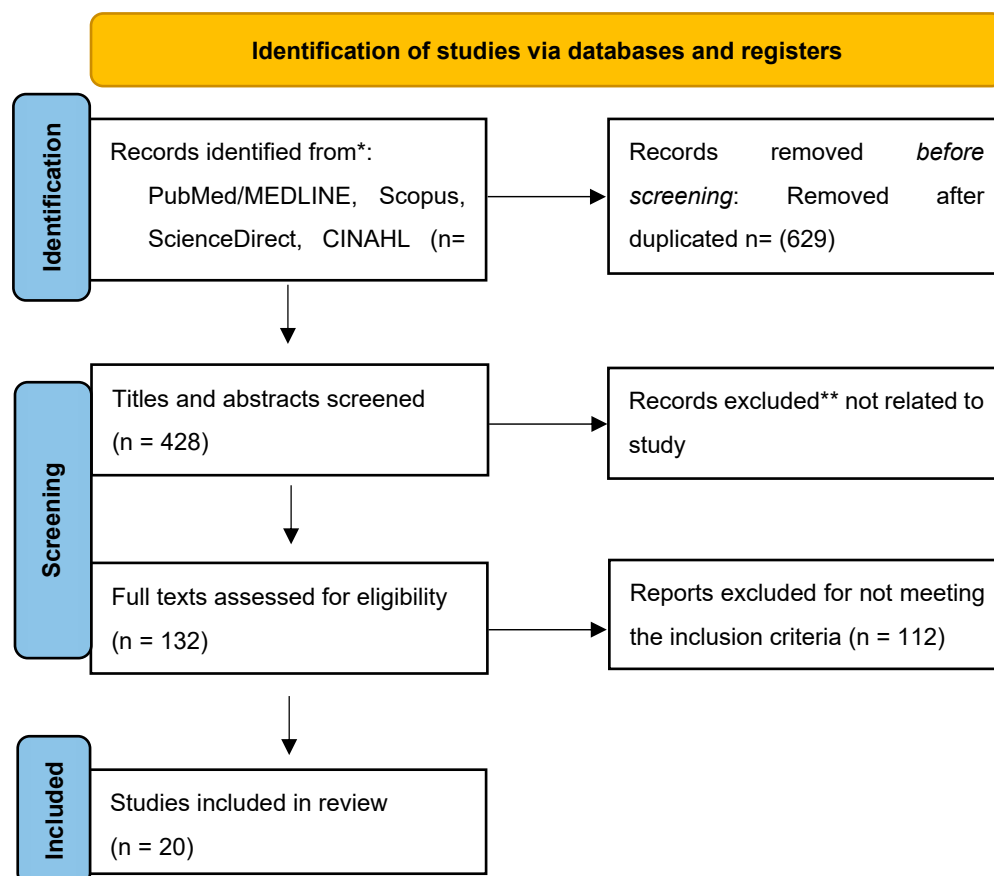 Identification of studies via databases and registers
Identification
Records identified from*:
PubMed/MEDLINE, Scopus,
ScienceDirect, CINAHL (n=
Records removed before
screening: Removed after
duplicated n= (629)
Screening
Titles and abstracts screened
(n = 428)
Records excluded** not related to
study
Full texts assessed for eligibility
(n = 132)
Reports excluded for not meeting
the inclusion criteria (n = 112)
Included
Studies included in review
(n = 20)